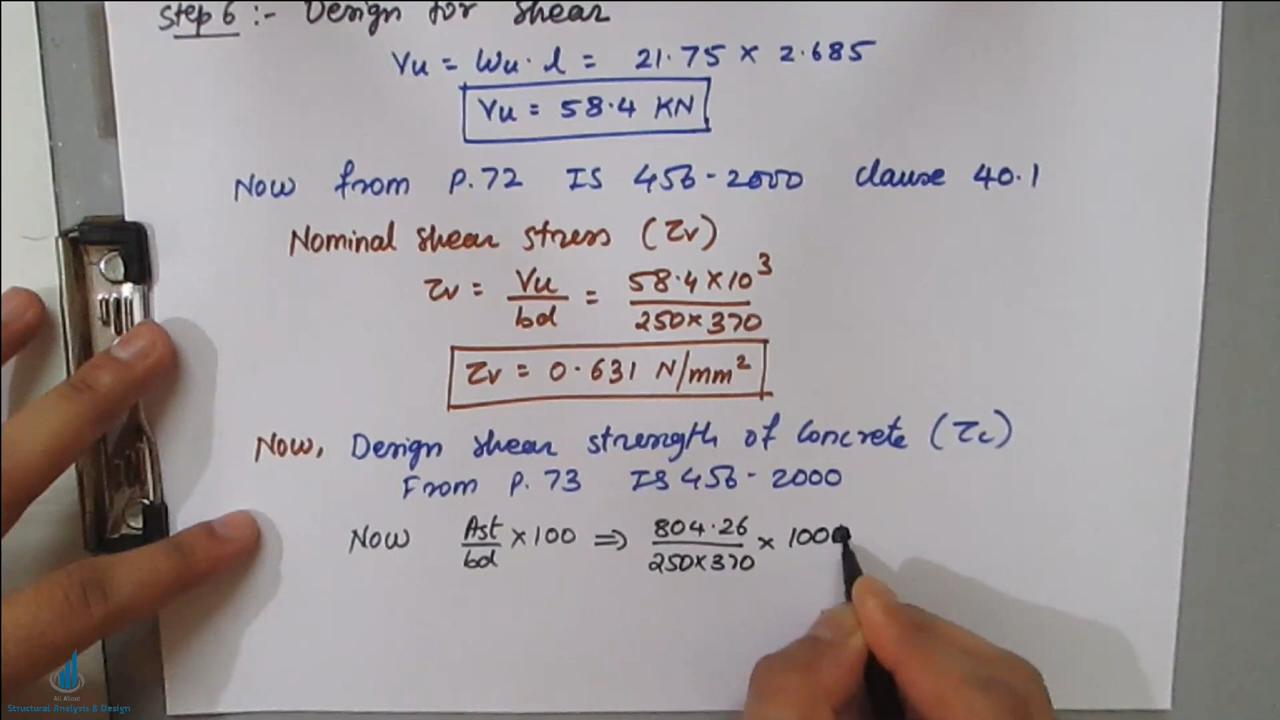 Step 6 :- Design for Shear
Vu = Wu . l = 21.75 × 2.685
Vu = 58.4 KN
Now from P.72 IS 456-2000 clause 40.1
Nominal shear stress (τv)
τv = Vu/bd = 58.4×10³/250×370
τv = 0.631 N/mm²
Now, Design shear strength of Concrete (τc)
From P. 73 IS 456-2000
Now Ast/bd × 100 ⇒ 804.26/250×370 × 100
All About
Structural Analysis & Design